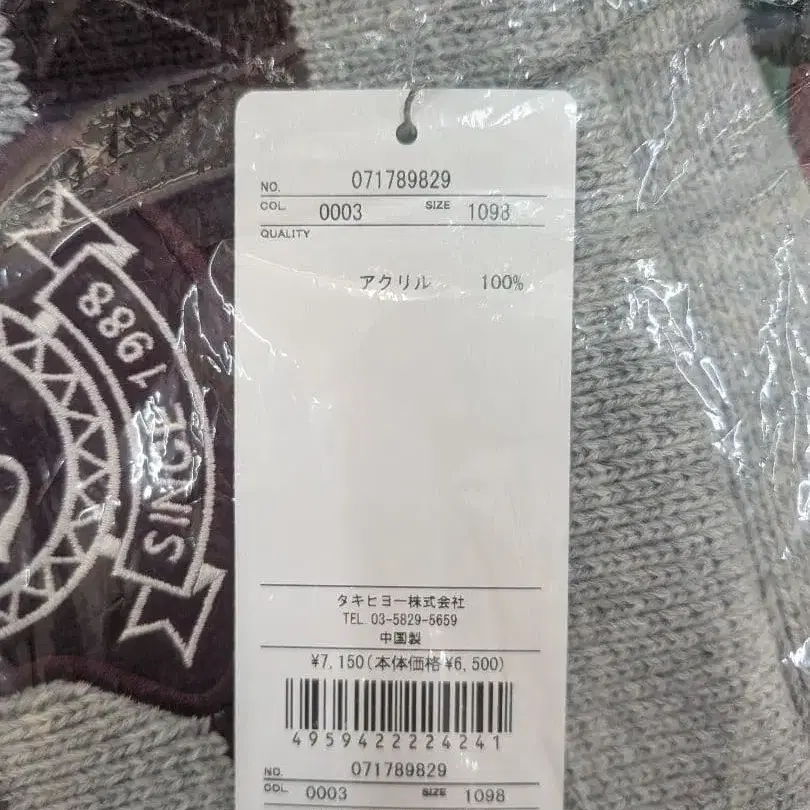 NO. 071789829
COL. 0003 SIZE 1098
QUALITY
アクリル 100%
タキヒヨー株式会社
TEL. 03-5829-5659
中国製
¥7,150(本体価格 ¥6,500)
4959422224241
NO. 071789829
COL. 0003 SIZE 1098
SINCE 1988